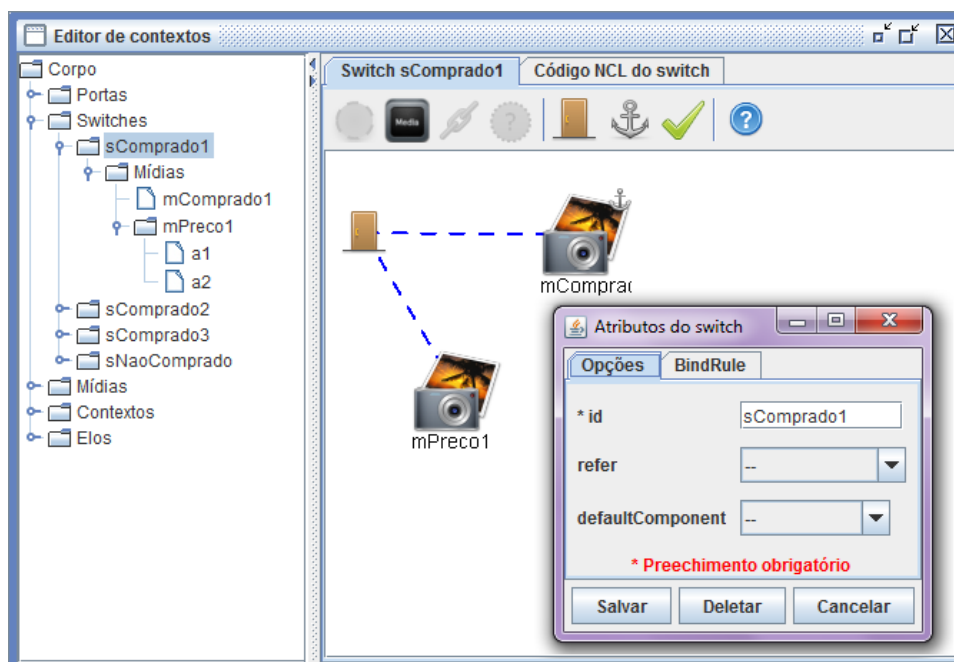 Editor de contextos
Corpo
Portas
Switches
sComprado1
Mídias
mComprado1
mPreco1
a1
a2
sComprado2
sComprado3
sNaoComprado
Mídias
Contextos
Elos
Switch sComprado1
Código NCL do switch
Media
mComprac
mPreco1
Atributos do switch
Opções
BindRule
* id
sComprado1
refer
--
defaultComponent
--
* Preechimento obrigatório
Salvar
Deletar
Cancelar